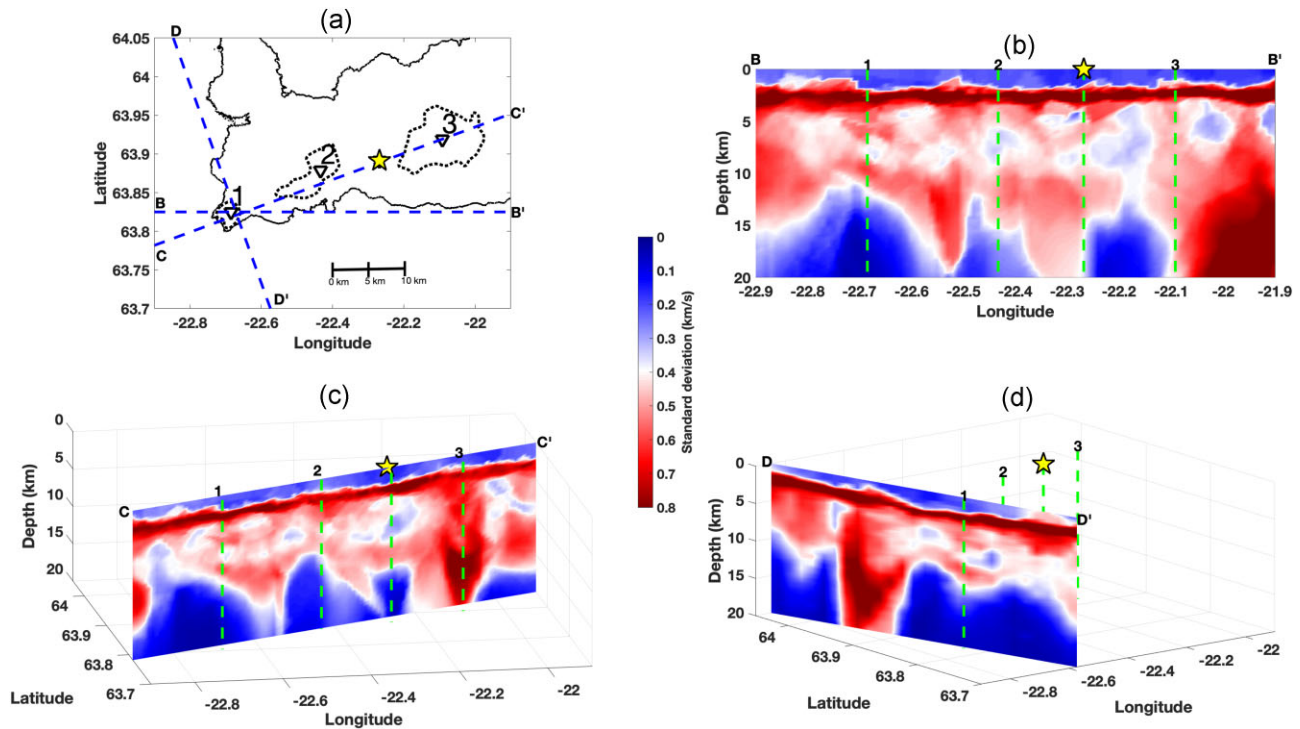 (a)
D
64.05
64
63.95
63.9
63.85
63.8
63.75
63.7
Latitude
C'
3
2
1
B
B'
C
D'
0 km
5 km
10 km
-22.8
-22.6
-22.4
-22.2
-22
Longitude
(b)
B
1
2
3
B'
0
5
10
15
20
Depth (km)
-22.9
-22.8
-22.7
-22.6
-22.5
-22.4
-22.3
-22.2
-22.1
-22
-21.9
Longitude
0
0.1
0.2
0.3
0.4
0.5
0.6
0.7
0.8
Standard deviation (km/s)
(c)
0
5
10
15
20
Depth (km)
C
1
2
3
C'
64
63.9
63.8
63.7
Latitude
-22.8
-22.6
-22.4
-22.2
-22
Longitude
(d)
0
5
10
15
20
Depth (km)
D
1
2
3
D'
64
63.9
63.8
63.7
Latitude
-22.8
-22.6
-22.4
-22.2
-22
Longitude